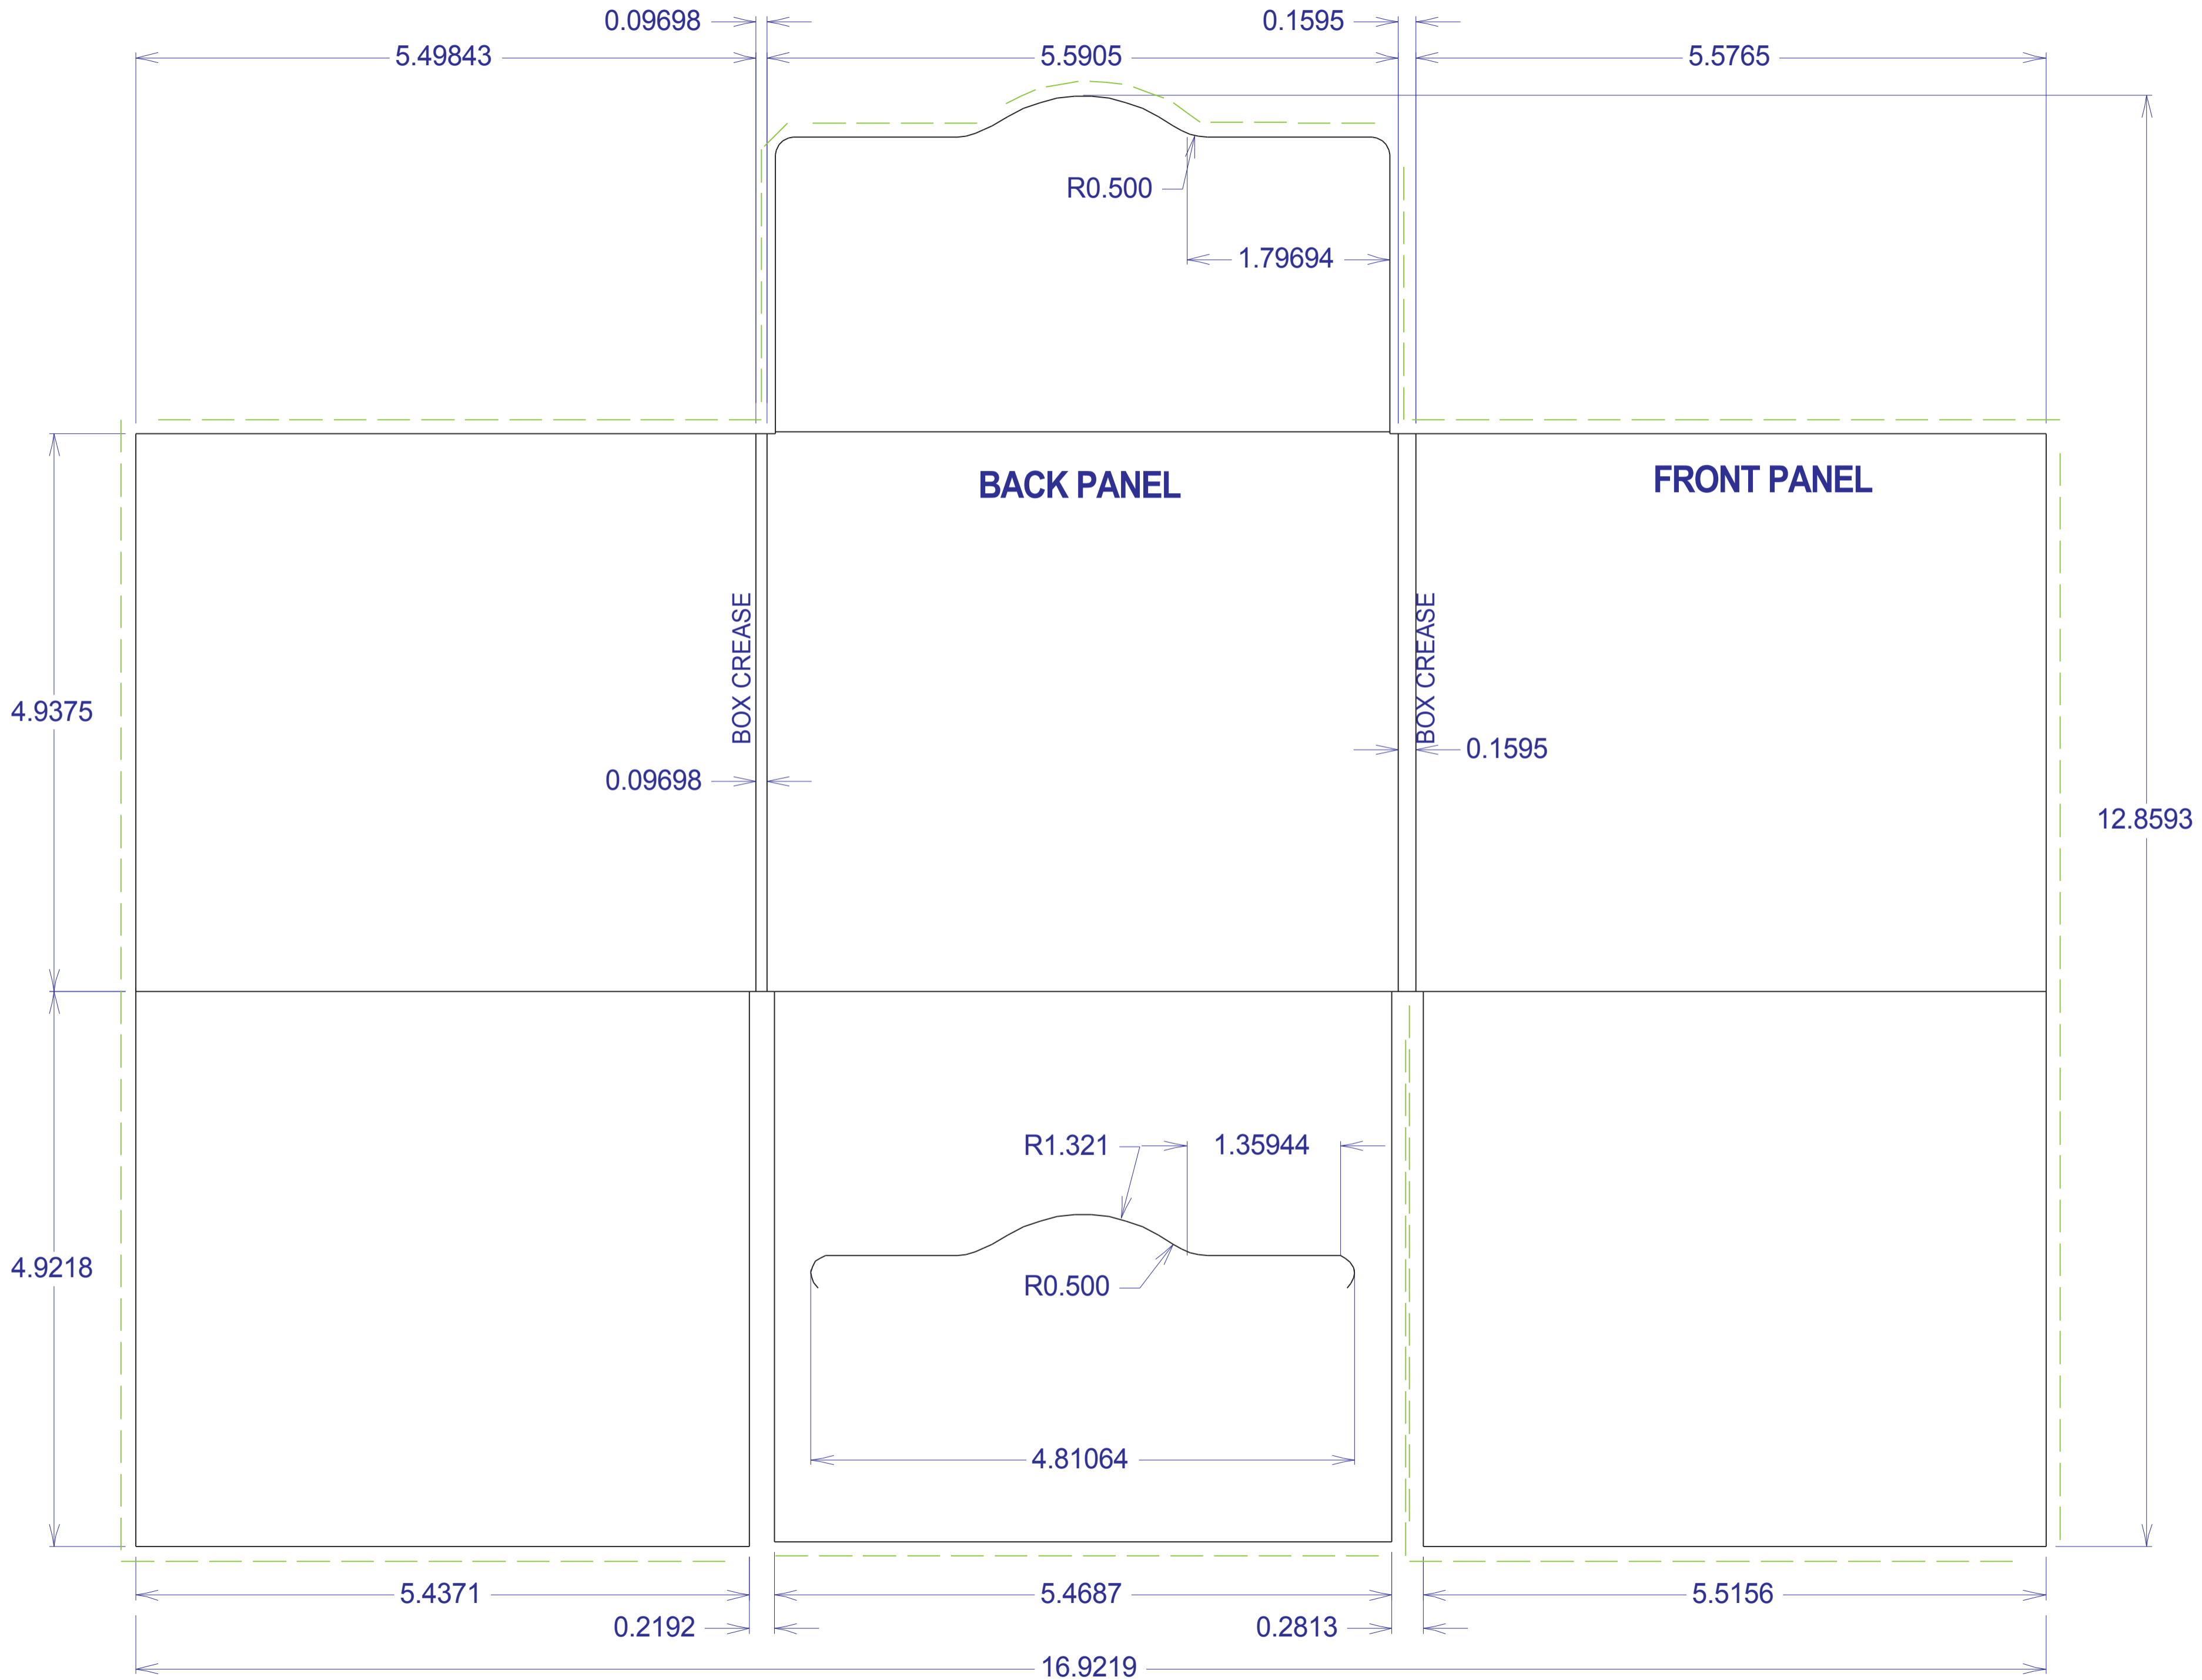 0.09698
0.1595
5.49843
5.5905
5.5765
R0.500
1.79694
BACK PANEL
FRONT PANEL
BOX CREASE
BOX CREASE
4.9375
0.1595
0.09698
12.8593
R1.321
1.35944
4.9218
R0.500
4.81064
5.4371
5.4687
5.5156
0.2192
0.2813
16.9219